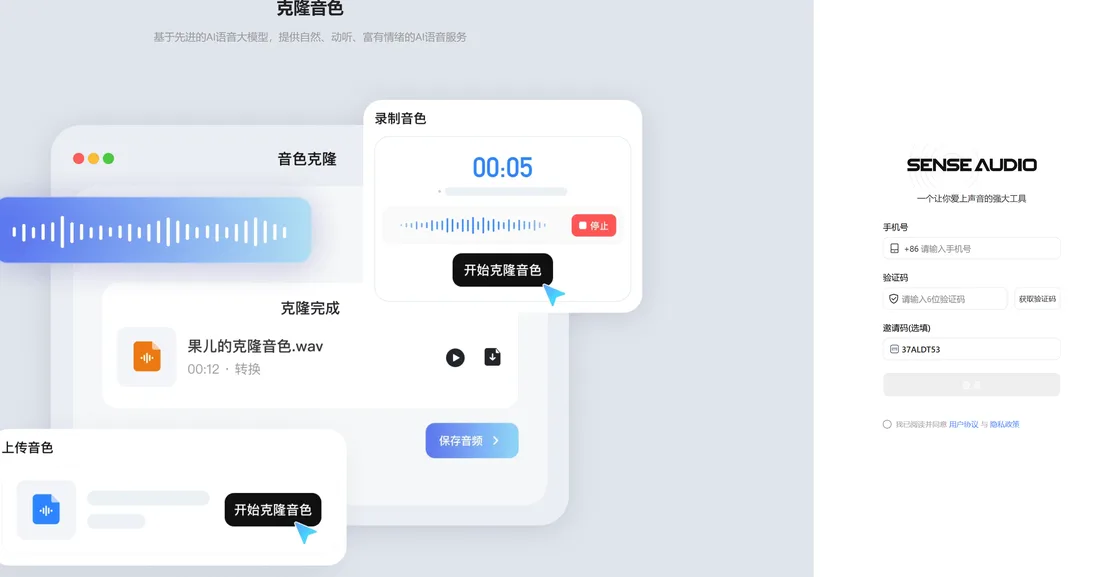 克隆音色
基于先进的AI语音大模型，提供自然、动听、富有情绪的AI语音服务
音色克隆
录制音色
00:05
停止
开始克隆音色
克隆完成
果儿的克隆音色.wav
00:12 · 转换
保存音频
上传音色
开始克隆音色
SENSE AUDIO
一个让你爱上声音的强大工具
手机号
+86 请输入手机号
验证码
请输入6位验证码
获取验证码
邀请码(选填)
37ALDT53
我已阅读并同意 用户协议 与 隐私政策